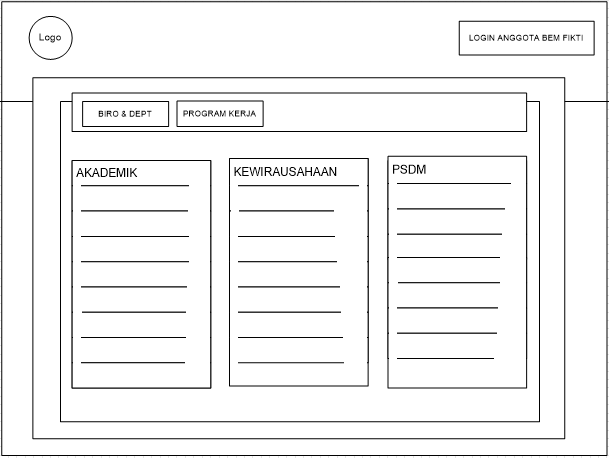 Logo
LOGIN ANGGOTA BEM FIKTI
BIRO & DEPT
PROGRAM KERJA
AKADEMIK
KEWIRAUSAHAAN
PSDM